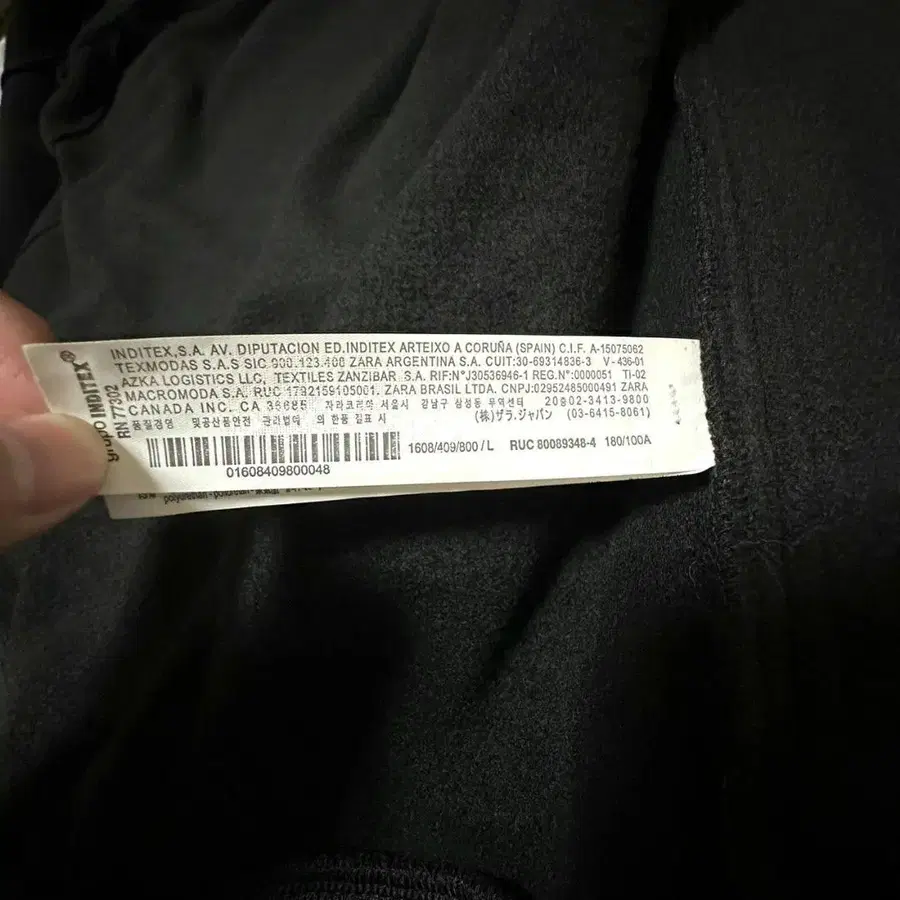 grupo INDITEX®
RN 77302
INDITEX,S.A. AV. DIPUTACION ED.INDITEX ARTEIXO A CORUÑA (SPAIN) C.I.F. A-15075062
TEXMODAS S.A.S SIC 900.123.408 ZARA ARGENTINA S.A. CUIT:30-69314836-3 V-436-01
AZKA LOGISTICS LLC, TEXTILES ZANZIBAR S.A. RIF:N°J30536946-1 REG.N°:0000051 TI-02
MACROMODA S.A. RUC 1792159105001. ZARA BRASIL LTDA. CNPJ:02952485000491 ZARA
CANADA INC. CA 36685 자라코리아 서울시 강남구 삼성동 무역센터 02-3413-9800
품질경영 및공산품안전 관리법에 의한품질표시 (株)ザラ.ジャパン (03-6415-8061)
1608/409/800 / L RUC 80089348-4 180/100A
01608409800048